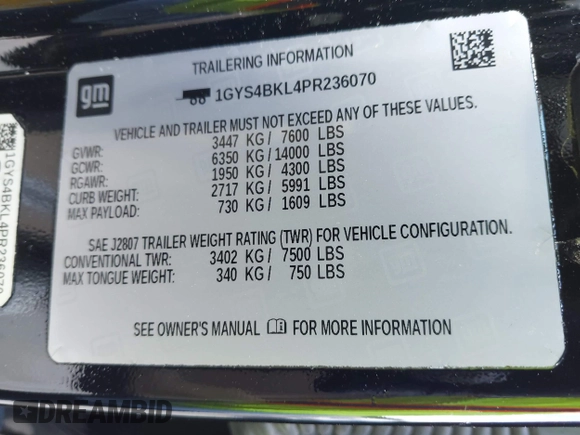 gm
TRAILERING INFORMATION
1GYS4BKL4PR236070
VEHICLE AND TRAILER MUST NOT EXCEED ANY OF THESE VALUES.
GVWR: 3447 KG/ 7600 LBS
GCWR: 6350 KG/ 14000 LBS
RGAWR: 1950 KG/ 4300 LBS
CURB WEIGHT: 2717 KG/ 5991 LBS
MAX PAYLOAD: 730 KG/ 1609 LBS
SAE J2807 TRAILER WEIGHT RATING (TWR) FOR VEHICLE CONFIGURATION.
CONVENTIONAL TWR: 3402 KG/ 7500 LBS
MAX TONGUE WEIGHT: 340 KG/ 750 LBS
SEE OWNER'S MANUAL FOR MORE INFORMATION
1GYS4BKL4PR236070
DREAMBID